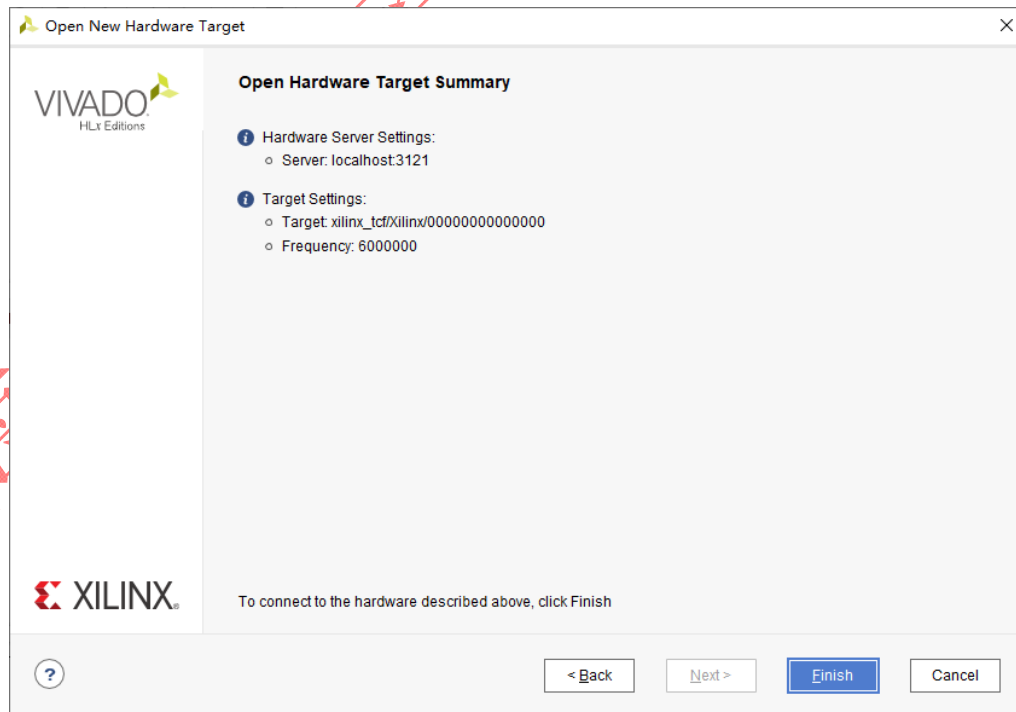 Open New Hardware Target
VIVADO.
HLx Editions
Open Hardware Target Summary
Hardware Server Settings:
Server: localhost:3121
Target Settings:
Target: xilinx_tcf/Xilinx/00000000000000
Frequency: 6000000
XILINX.
To connect to the hardware described above, click Finish
?
< Back
Next >
Finish
Cancel